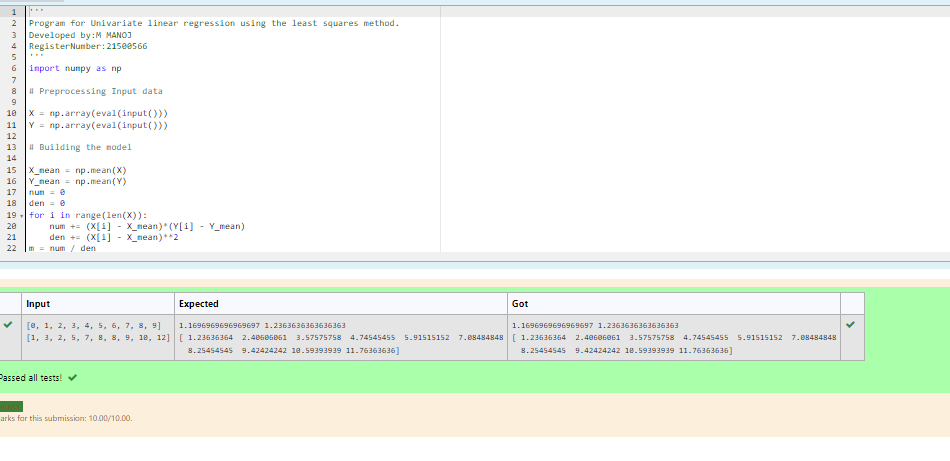 1 '''
2 Program for Univariate linear regression using the least squares method.
3 Developed by:M MANOJ
4 RegisterNumber:21500566
5 '''
6 import numpy as np
7
8 # Preprocessing Input data
9
10 X = np.array(eval(input()))
11 Y = np.array(eval(input()))
12
13 # Building the model
14
15 X_mean = np.mean(X)
16 Y_mean = np.mean(Y)
17 num = 0
18 den = 0
19 for i in range(len(X)):
20 num += (X[i] - X_mean)*(Y[i] - Y_mean)
21 den += (X[i] - X_mean)**2
22 m = num / den
Input Expected Got
[0, 1, 2, 3, 4, 5, 6, 7, 8, 9] 1.1696969696969697 1.2363636363636363 1.1696969696969697 1.2363636363636363
[1, 3, 2, 5, 7, 8, 8, 9, 10, 12] [ 1.23636364 2.40606061 3.57575758 4.74545455 5.91515152 7.08484848 [ 1.23636364 2.40606061 3.57575758 4.74545455 5.91515152 7.08484848
8.25454545 9.42424242 10.59393939 11.76363636] 8.25454545 9.42424242 10.59393939 11.76363636]
Passed all tests!
arks for this submission: 10.00/10.00.